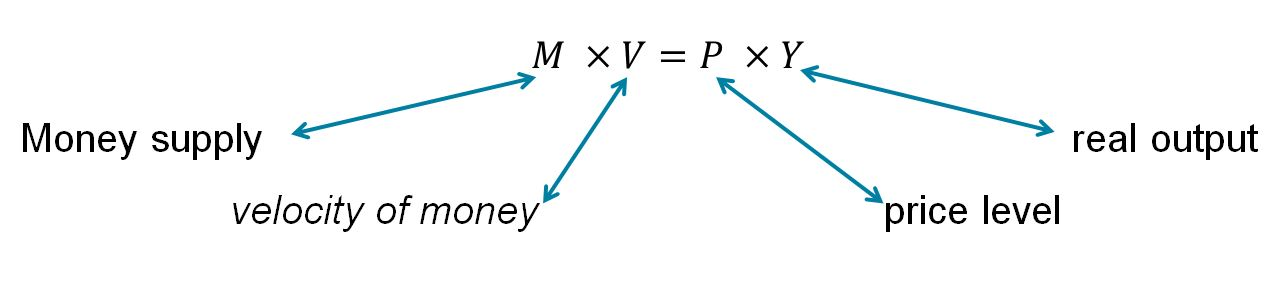 M × V = P × Y
Money supply
real output
velocity of money
price level